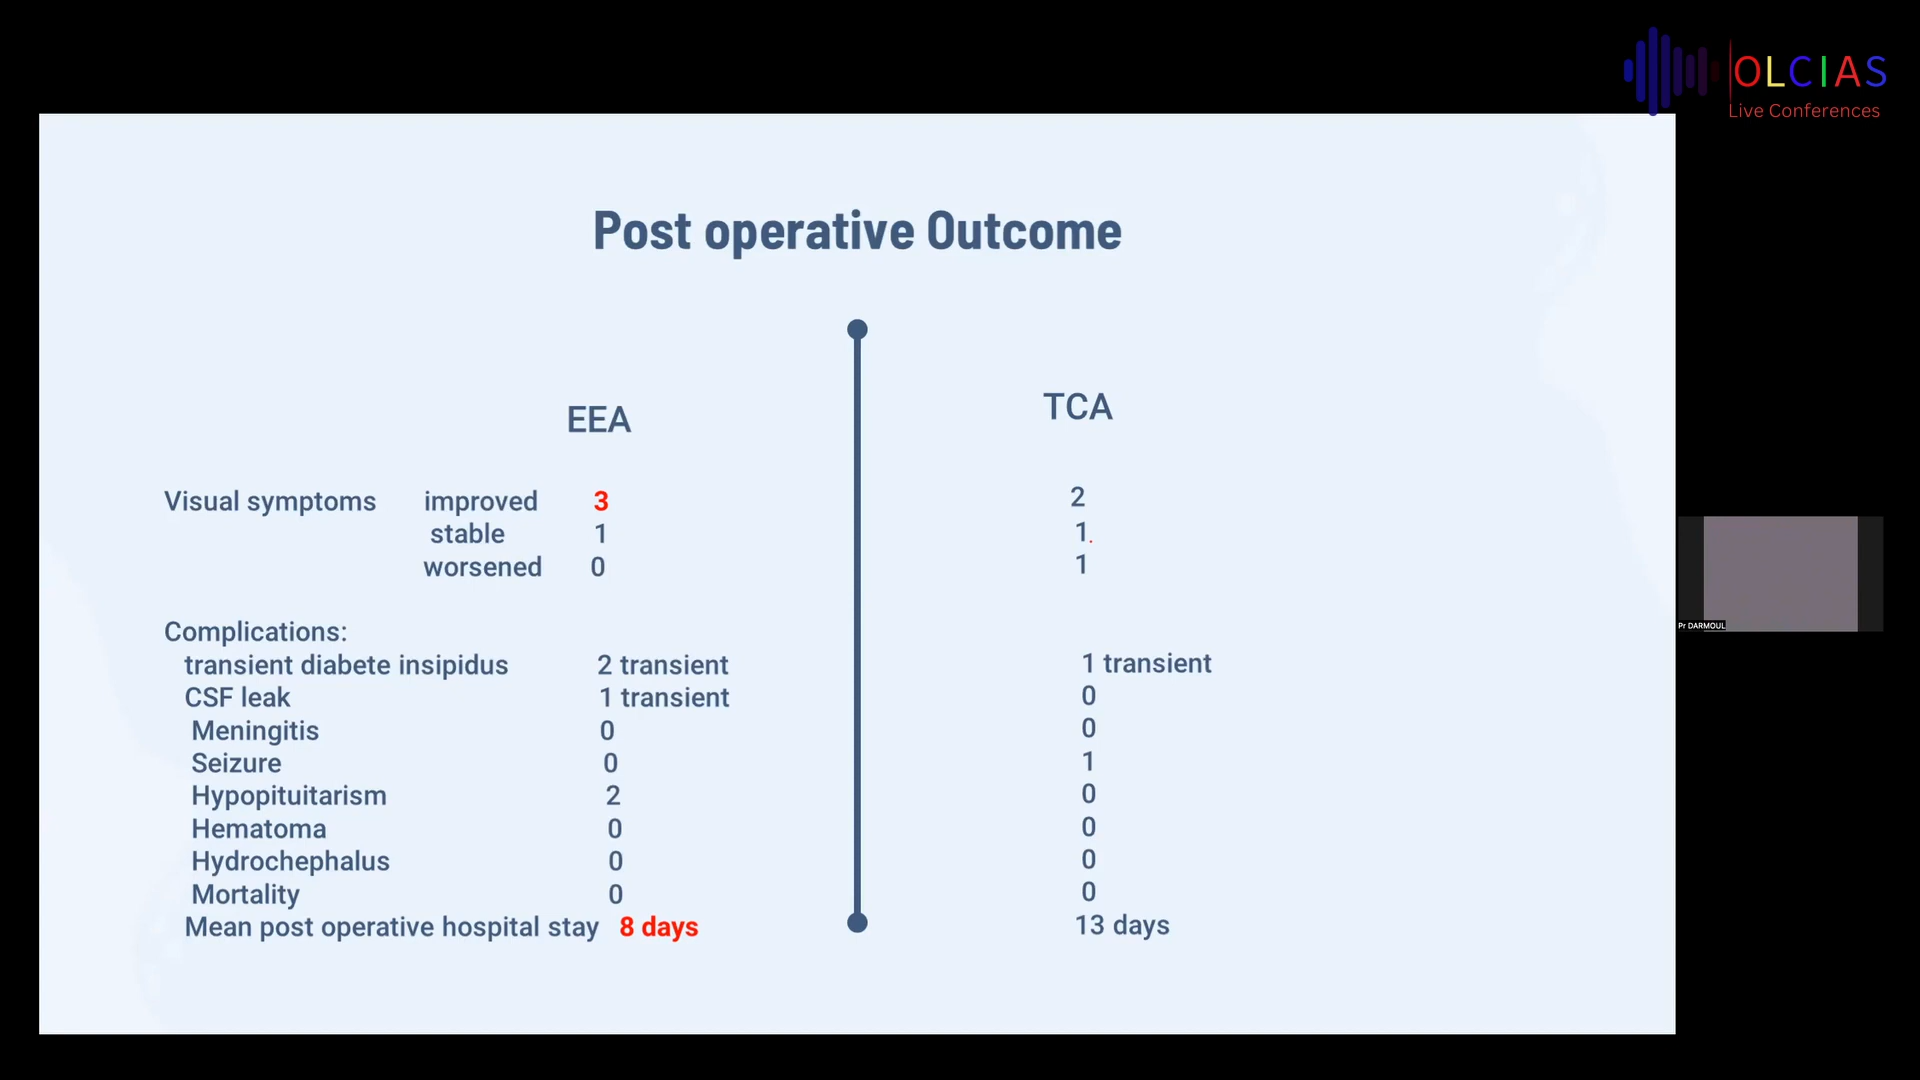 OLCIAS
Live Conferences
Post operative Outcome
EEA
TCA
Visual symptoms improved 3 2
stable 1 1
worsened 0 1
Complications:
transient diabete insipidus 2 transient 1 transient
CSF leak 1 transient 0
Meningitis 0 0
Seizure 0 1
Hypopituitarism 2 0
Hematoma 0 0
Hydrochephalus 0 0
Mortality 0 0
Mean post operative hospital stay 8 days 13 days
Pr DARMOUL